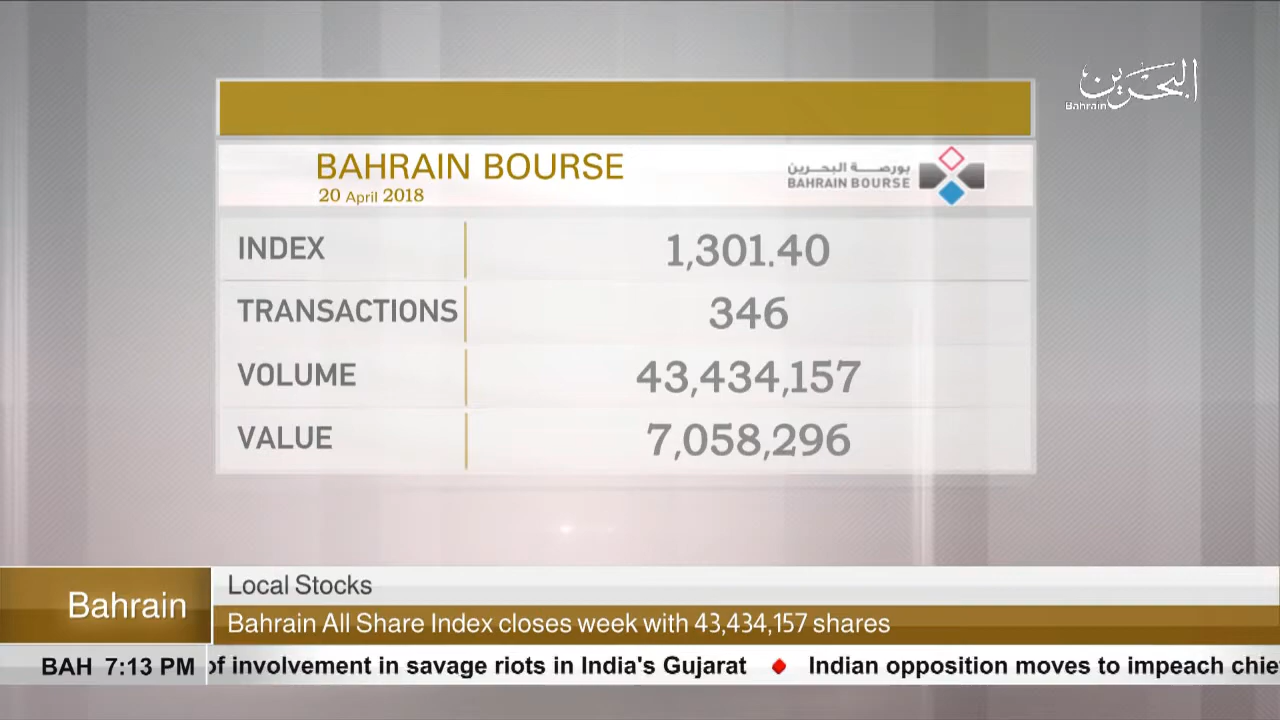 البحرين
Bahrain
BAHRAIN BOURSE
20 April 2018
بورصة البحرين
BAHRAIN BOURSE
INDEX 1,301.40
TRANSACTIONS 346
VOLUME 43,434,157
VALUE 7,058,296
Bahrain
Local Stocks
Bahrain All Share Index closes week with 43,434,157 shares
BAH 7:13 PM
of involvement in savage riots in India's Gujarat ♦ Indian opposition moves to impeach chie